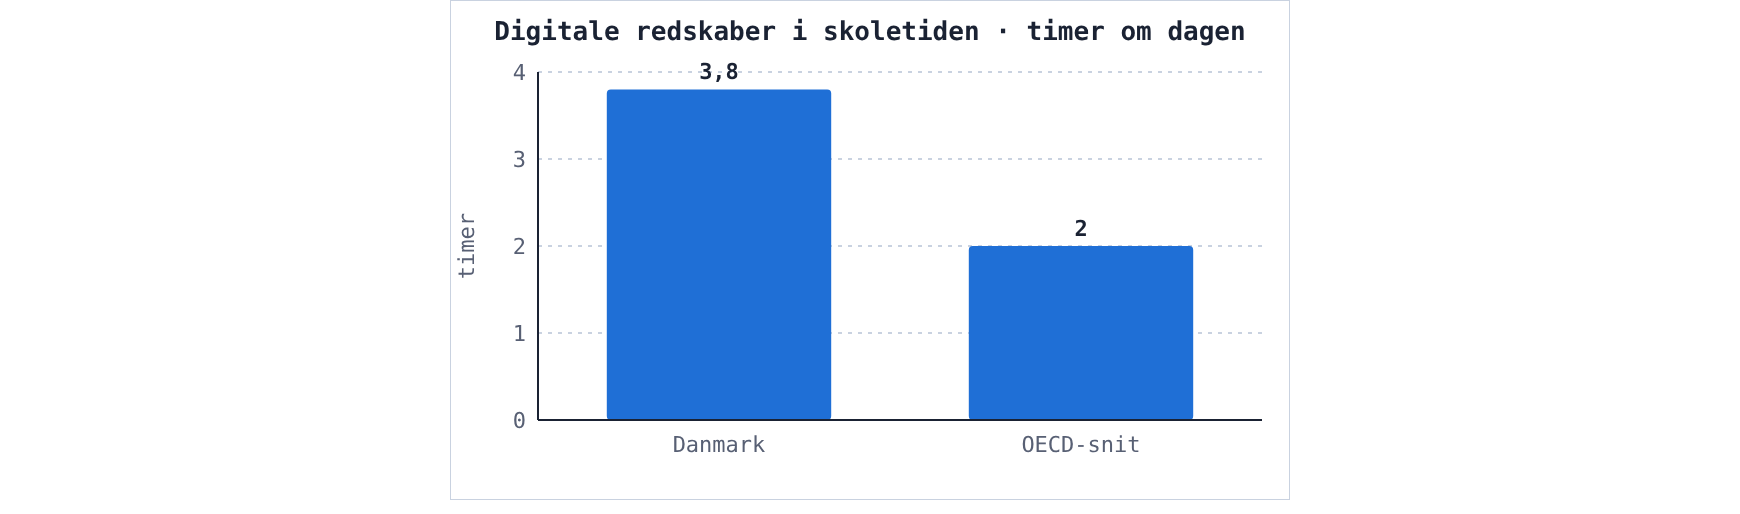 Digitale redskaber i skoletiden · timer om dagen
4
3,8
3
2
2
1
0
timer
Danmark
OECD-snit